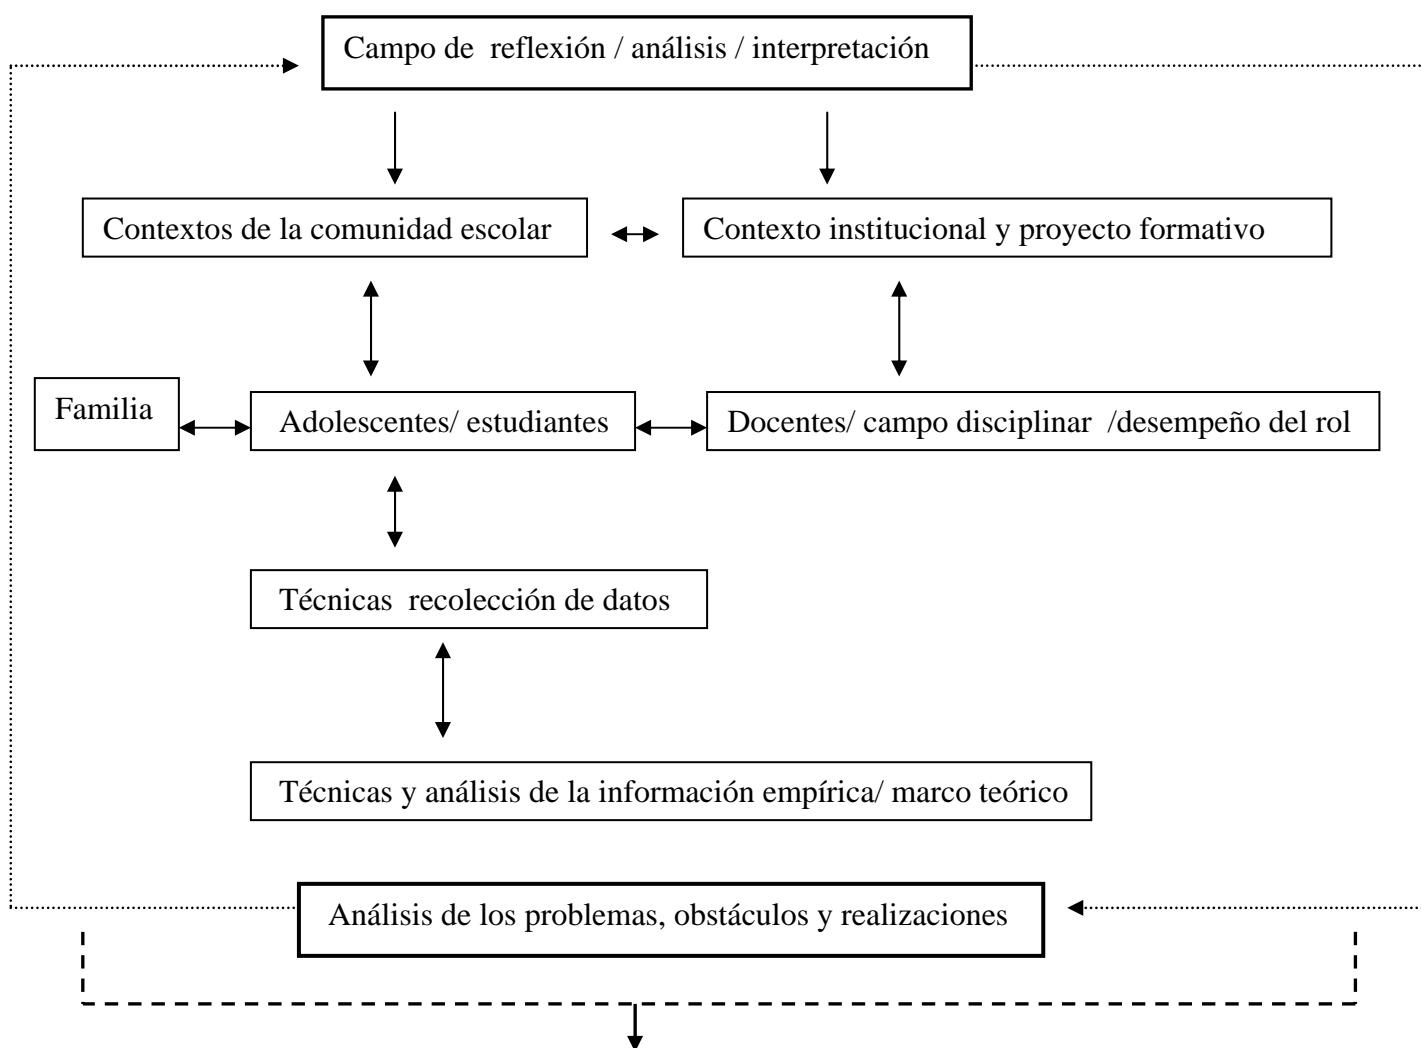 Campo de reflexión / análisis / interpretación
Contextos de la comunidad escolar
Contexto institucional y proyecto formativo
Familia
Adolescentes/ estudiantes
Docentes/ campo disciplinar /desempeño del rol
Técnicas recolección de datos
Técnicas y análisis de la información empírica/ marco teórico
Análisis de los problemas, obstáculos y realizaciones